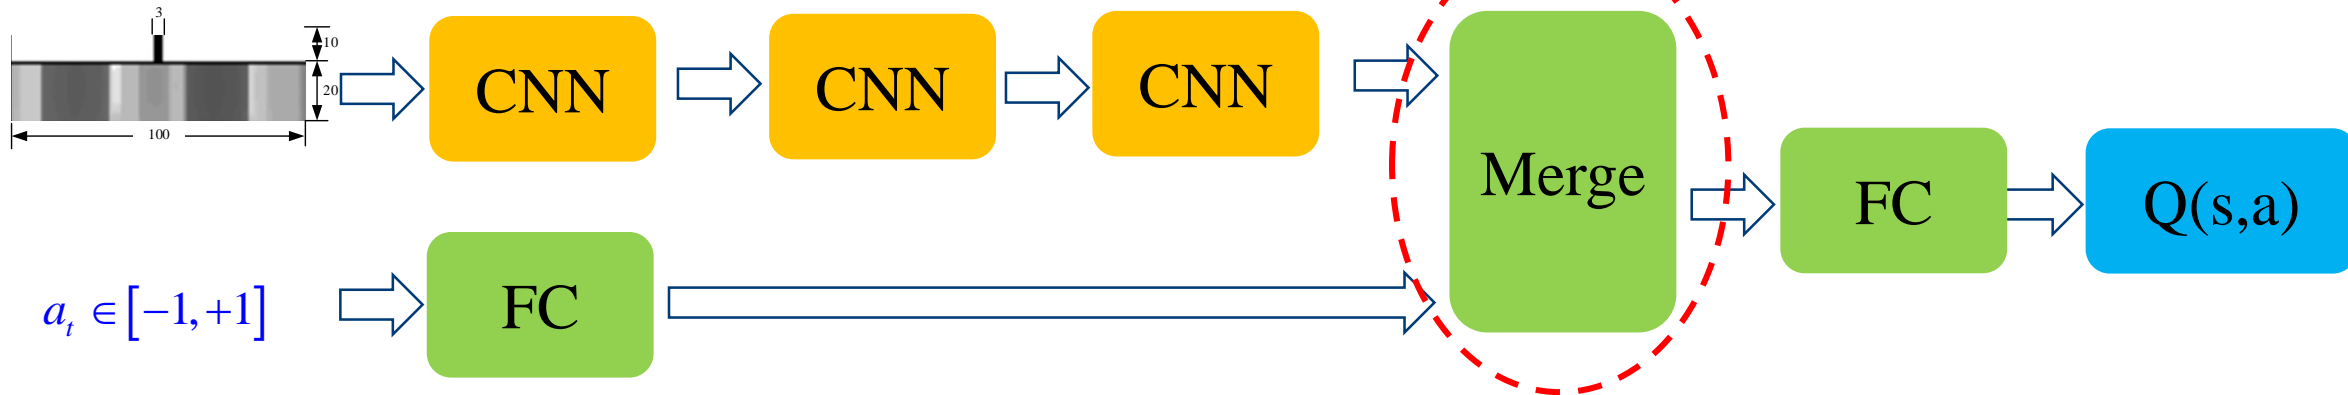 3
10
20
100
CNN
CNN
CNN
Merge
FC
Q(s,a)
a_t ∈ [−1, +1]
FC